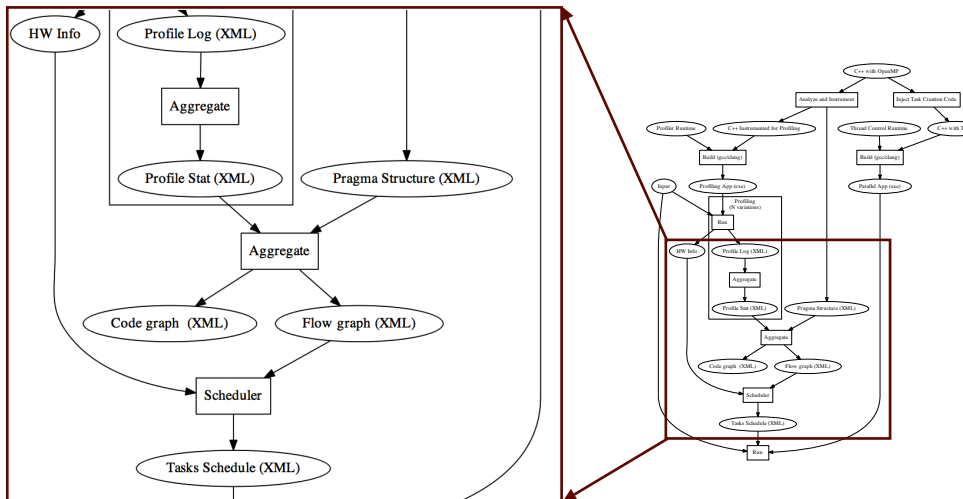 HW Info
Profile Log (XML)
Aggregate
Profile Stat (XML)
Pragma Structure (XML)
Aggregate
Code graph (XML)
Flow graph (XML)
Scheduler
Tasks Schedule (XML)
C++ with OpenMP
Analyze and Instrument
Inject Task Creation Code
Profiler Runtime
C++ Instrumented for Profiling
Thread Control Runtime
C++ with T
Build (gcc/clang)
Build (gcc/clang)
Input
Profiling App (exe)
Parallel App (exe)
Profiling
(N variations)
Run
HW Info
Profile Log (XML)
Aggregate
Profile Stat (XML)
Pragma Structure (XML)
Aggregate
Code graph (XML)
Flow graph (XML)
Scheduler
Tasks Schedule (XML)
Run